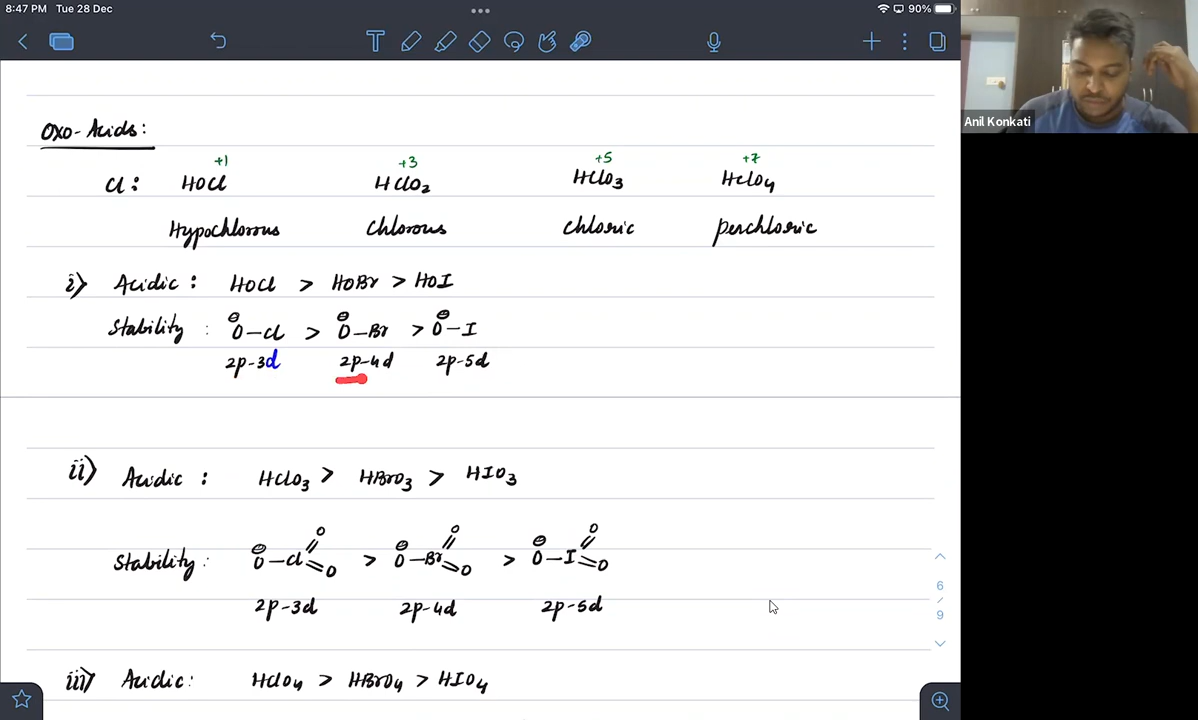 8:47 PM Tue 28 Dec
90%
Anil Konkati
Oxo-Acids:
+1 +3 +5 +7
Cl: HOCl HClO2 HClO3 HClO4
Hypochlorous Chlorous chloric perchloric
i) Acidic: HOCl > HOBr > HOI
Stability: ⊖O-Cl > ⊖O-Br > ⊖O-I
2p-3d 2p-4d 2p-5d
ii) Acidic: HClO3 > HBrO3 > HIO3
O O O
Stability: ⊖O-Cl=O > ⊖O-Br=O > ⊖O-I=O
2p-3d 2p-4d 2p-5d
6
/
9
iii) Acidic: HClO4 > HBrO4 > HIO4